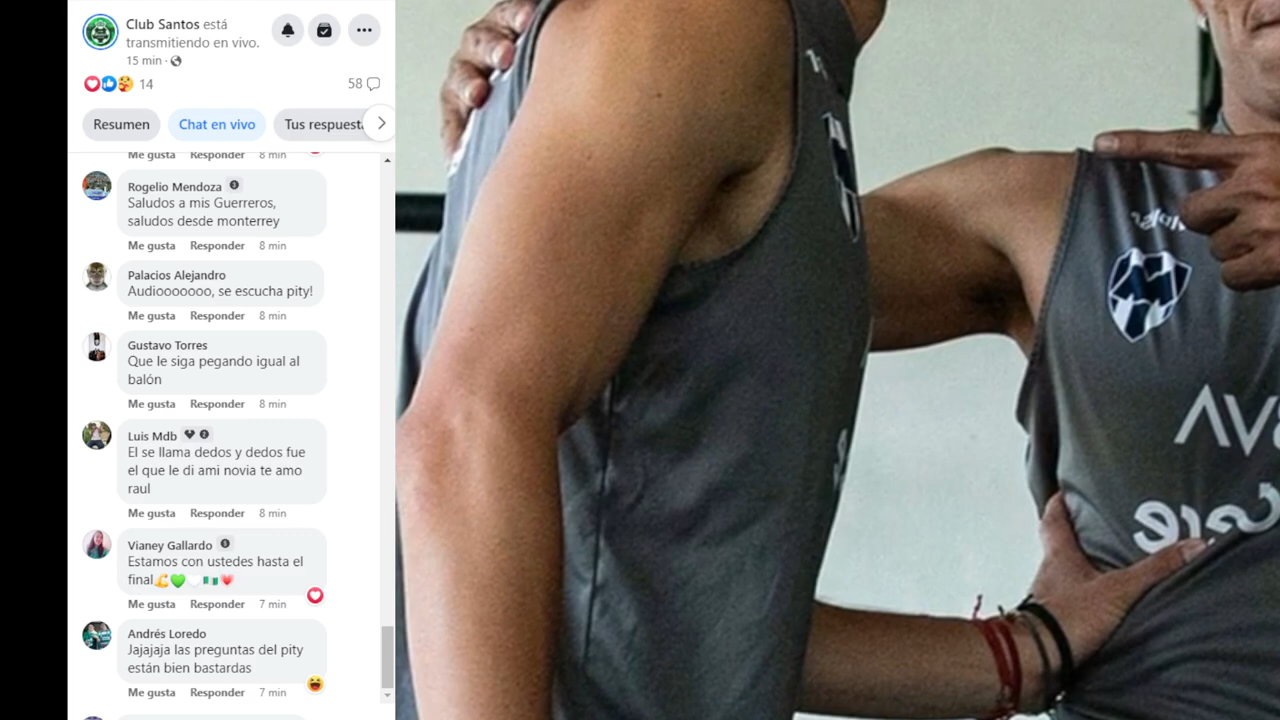 Club Santos está
transmitiendo en vivo.
15 min ·
14
58
Resumen
Chat en vivo
Tus respuest
Me gusta Responder 8 min
Rogelio Mendoza
Saludos a mis Guerreros,
saludos desde monterrey
Me gusta Responder 8 min
Palacios Alejandro
Audiooooooo, se escucha pity!
Me gusta Responder 8 min
Gustavo Torres
Que le siga pegando igual al
balón
Me gusta Responder 8 min
Luis Mdb
El se llama dedos y dedos fue
el que le di ami novia te amo
raul
Me gusta Responder 8 min
Vianey Gallardo
Estamos con ustedes hasta el
final💪💚🤍🇳🇬💗
Me gusta Responder 7 min
Andrés Loredo
Jajajaja las preguntas del pity
están bien bastardas
Me gusta Responder 7 min